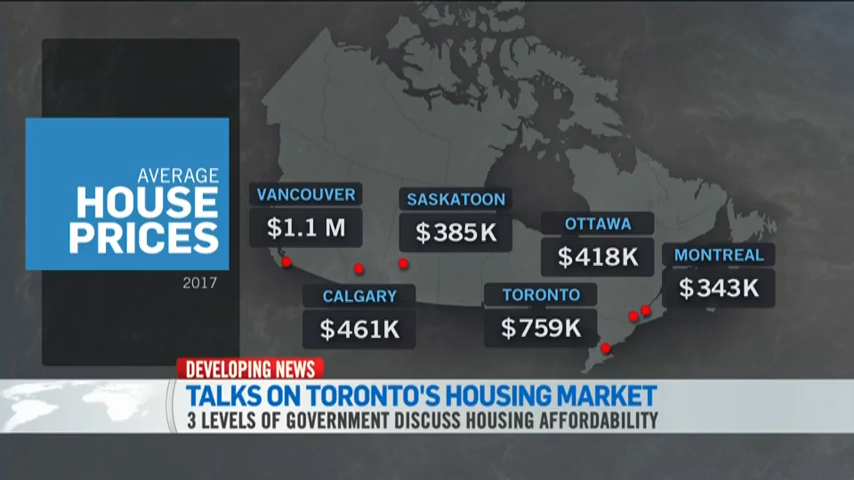 AVERAGE
HOUSE
PRICES
2017
VANCOUVER
$1.1 M
SASKATOON
$385K
OTTAWA
$418K
MONTREAL
$343K
CALGARY
$461K
TORONTO
$759K
DEVELOPING NEWS
TALKS ON TORONTO'S HOUSING MARKET
3 LEVELS OF GOVERNMENT DISCUSS HOUSING AFFORDABILITY